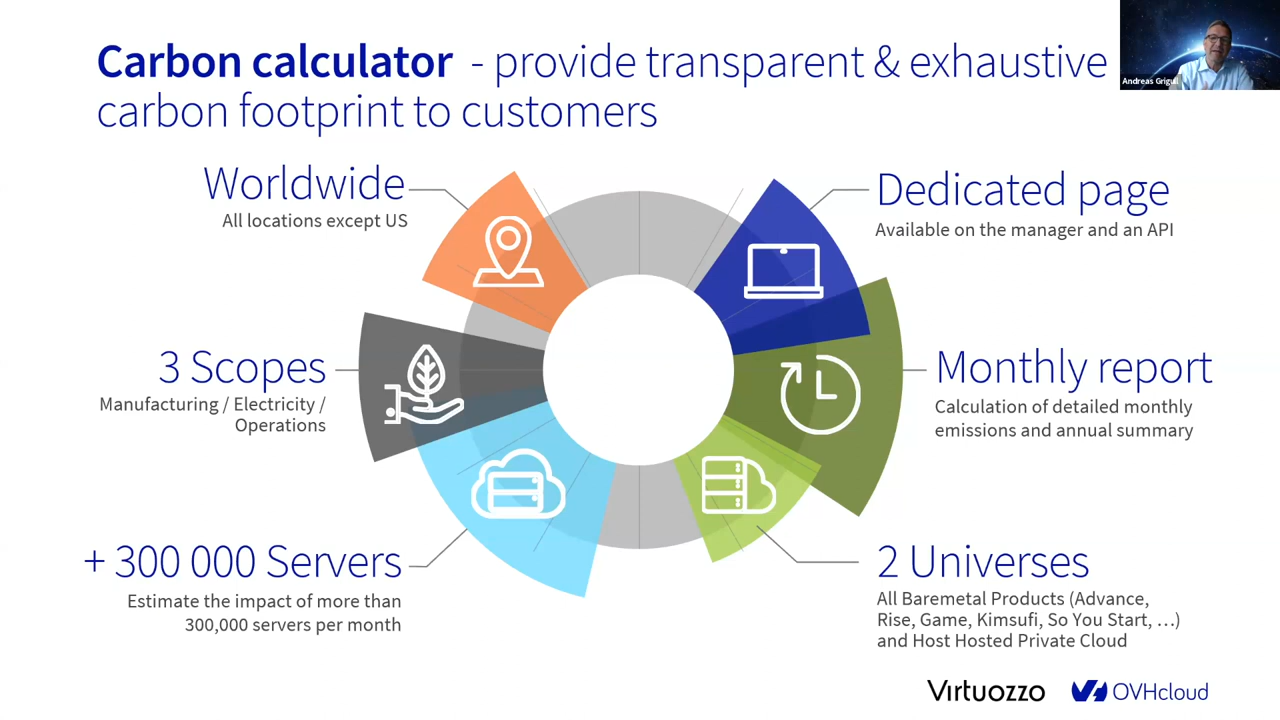 Carbon calculator - provide transparent & exhaustive
carbon footprint to customers
Andreas Grigull
Worldwide
All locations except US
Dedicated page
Available on the manager and an API
3 Scopes
Manufacturing / Electricity /
Operations
Monthly report
Calculation of detailed monthly
emissions and annual summary
+ 300 000 Servers
Estimate the impact of more than
300,000 servers per month
2 Universes
All Baremetal Products (Advance,
Rise, Game, Kimsufi, So You Start, …)
and Host Hosted Private Cloud
Virtuozzo
OVHcloud